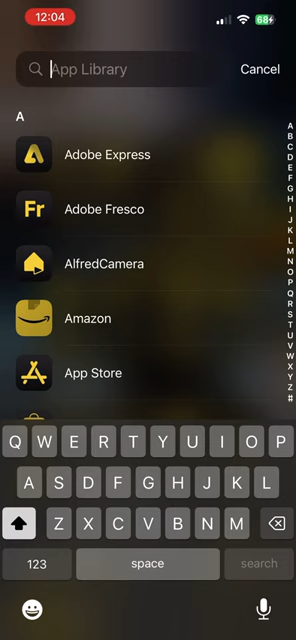 12:04
68
App Library
Cancel
A
Adobe Express
Fr
Adobe Fresco
AlfredCamera
Amazon
App Store
A
B
C
D
E
F
G
H
I
J
K
L
M
N
O
P
Q
R
S
T
U
V
W
X
Y
Z
#
Q W E R T Y U I O P
A S D F G H J K L
Z X C V B N M
123 space search